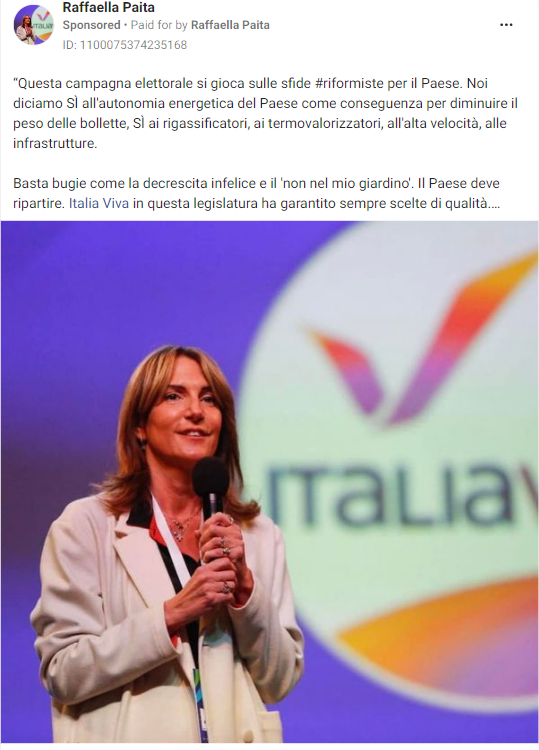 Raffaella Paita
Sponsored • Paid for by Raffaella Paita
ID: 1100075374235168
“Questa campagna elettorale si gioca sulle sfide #riformiste per il Paese. Noi
diciamo SÌ all'autonomia energetica del Paese come conseguenza per diminuire il
peso delle bollette, SÌ ai rigassificatori, ai termovalorizzatori, all'alta velocità, alle
infrastrutture.
Basta bugie come la decrescita infelice e il 'non nel mio giardino'. Il Paese deve
ripartire. Italia Viva in questa legislatura ha garantito sempre scelte di qualità....
ITALIA